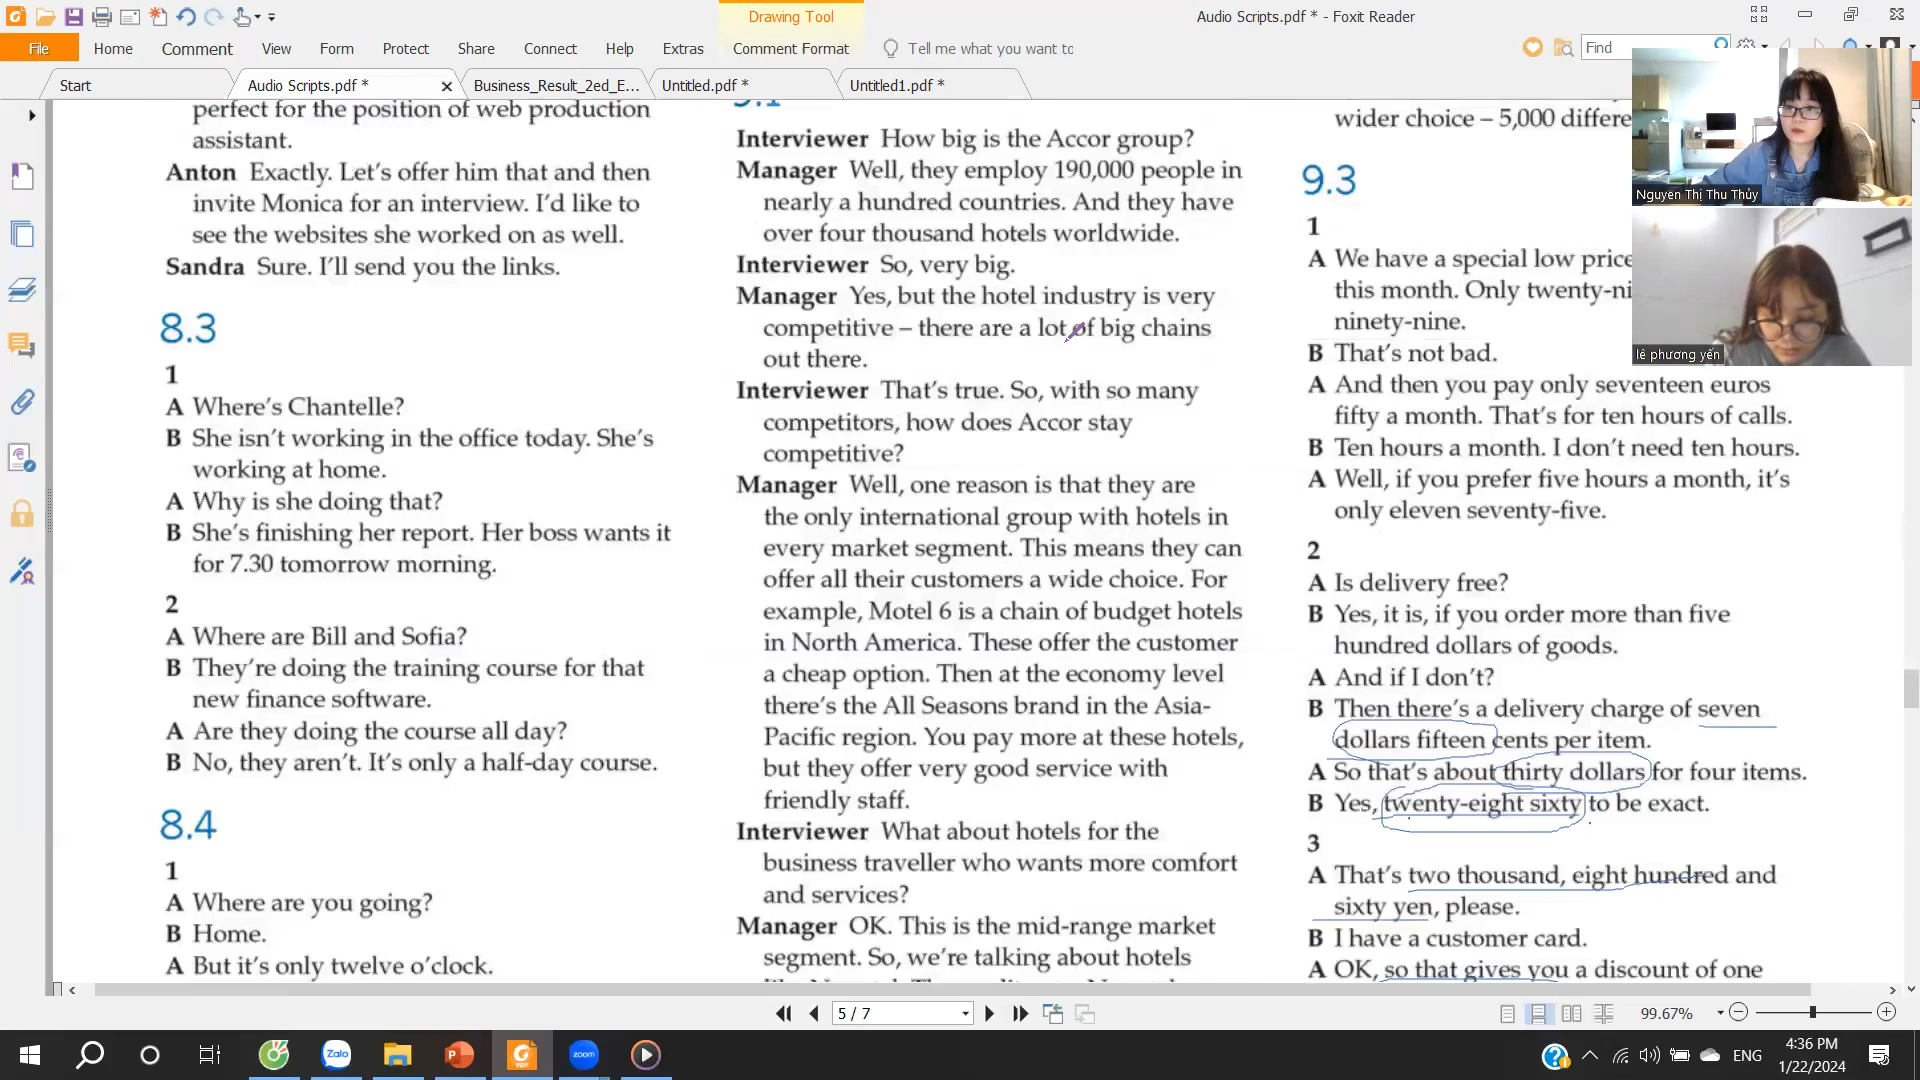 Drawing Tool
Audio Scripts.pdf * - Foxit Reader
File
Home
Comment
View
Form
Protect
Share
Connect
Help
Extras
Comment Format
Tell me what you want to
Find
Start
Audio Scripts.pdf *
Business_Result_2ed_E...
Untitled.pdf *
Untitled1.pdf *
perfect for the position of web production
assistant.
Anton Exactly. Let's offer him that and then
invite Monica for an interview. I'd like to
see the websites she worked on as well.
Sandra Sure. I'll send you the links.
8.3
1
A Where's Chantelle?
B She isn't working in the office today. She's
working at home.
A Why is she doing that?
B She's finishing her report. Her boss wants it
for 7.30 tomorrow morning.
2
A Where are Bill and Sofia?
B They're doing the training course for that
new finance software.
A Are they doing the course all day?
B No, they aren't. It's only a half-day course.
8.4
1
A Where are you going?
B Home.
A But it's only twelve o'clock.
9.1
Interviewer How big is the Accor group?
Manager Well, they employ 190,000 people in
nearly a hundred countries. And they have
over four thousand hotels worldwide.
Interviewer So, very big.
Manager Yes, but the hotel industry is very
competitive – there are a lot of big chains
out there.
Interviewer That's true. So, with so many
competitors, how does Accor stay
competitive?
Manager Well, one reason is that they are
the only international group with hotels in
every market segment. This means they can
offer all their customers a wide choice. For
example, Motel 6 is a chain of budget hotels
in North America. These offer the customer
a cheap option. Then at the economy level
there's the All Seasons brand in the Asia-
Pacific region. You pay more at these hotels,
but they offer very good service with
friendly staff.
Interviewer What about hotels for the
business traveller who wants more comfort
and services?
Manager OK. This is the mid-range market
segment. So, we're talking about hotels
wider choice – 5,000 differe
9.3
1
A We have a special low price
this month. Only twenty-ni
ninety-nine.
B That's not bad.
A And then you pay only seventeen euros
fifty a month. That's for ten hours of calls.
B Ten hours a month. I don't need ten hours.
A Well, if you prefer five hours a month, it's
only eleven seventy-five.
2
A Is delivery free?
B Yes, it is, if you order more than five
hundred dollars of goods.
A And if I don't?
B Then there's a delivery charge of seven
dollars fifteen cents per item.
A So that's about thirty dollars for four items.
B Yes, twenty-eight sixty to be exact.
3
A That's two thousand, eight hundred and
sixty yen, please.
B I have a customer card.
A OK, so that gives you a discount of one
Nguyen Thị Thu Thủy
lê phương yến
5 / 7
99.67%
Zalo
zoom
ENG
4:36 PM
1/22/2024